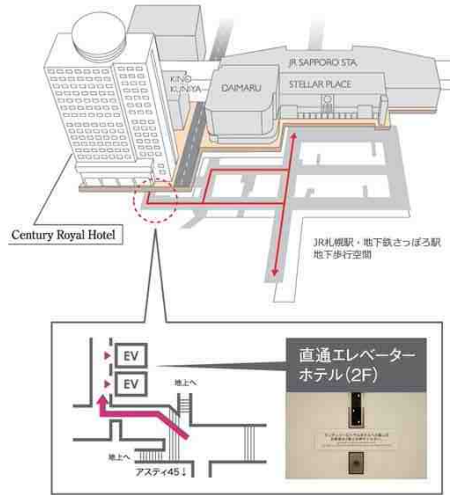 JR SAPPORO STA.
KINO
KUNIYA
DAIMARU
STELLAR PLACE
Century Royal Hotel
JR札幌駅・地下鉄さっぽろ駅
地下歩行空間
EV
EV
地上へ
地上へ
アスティ45↓
直通エレベーター
ホテル(2F)